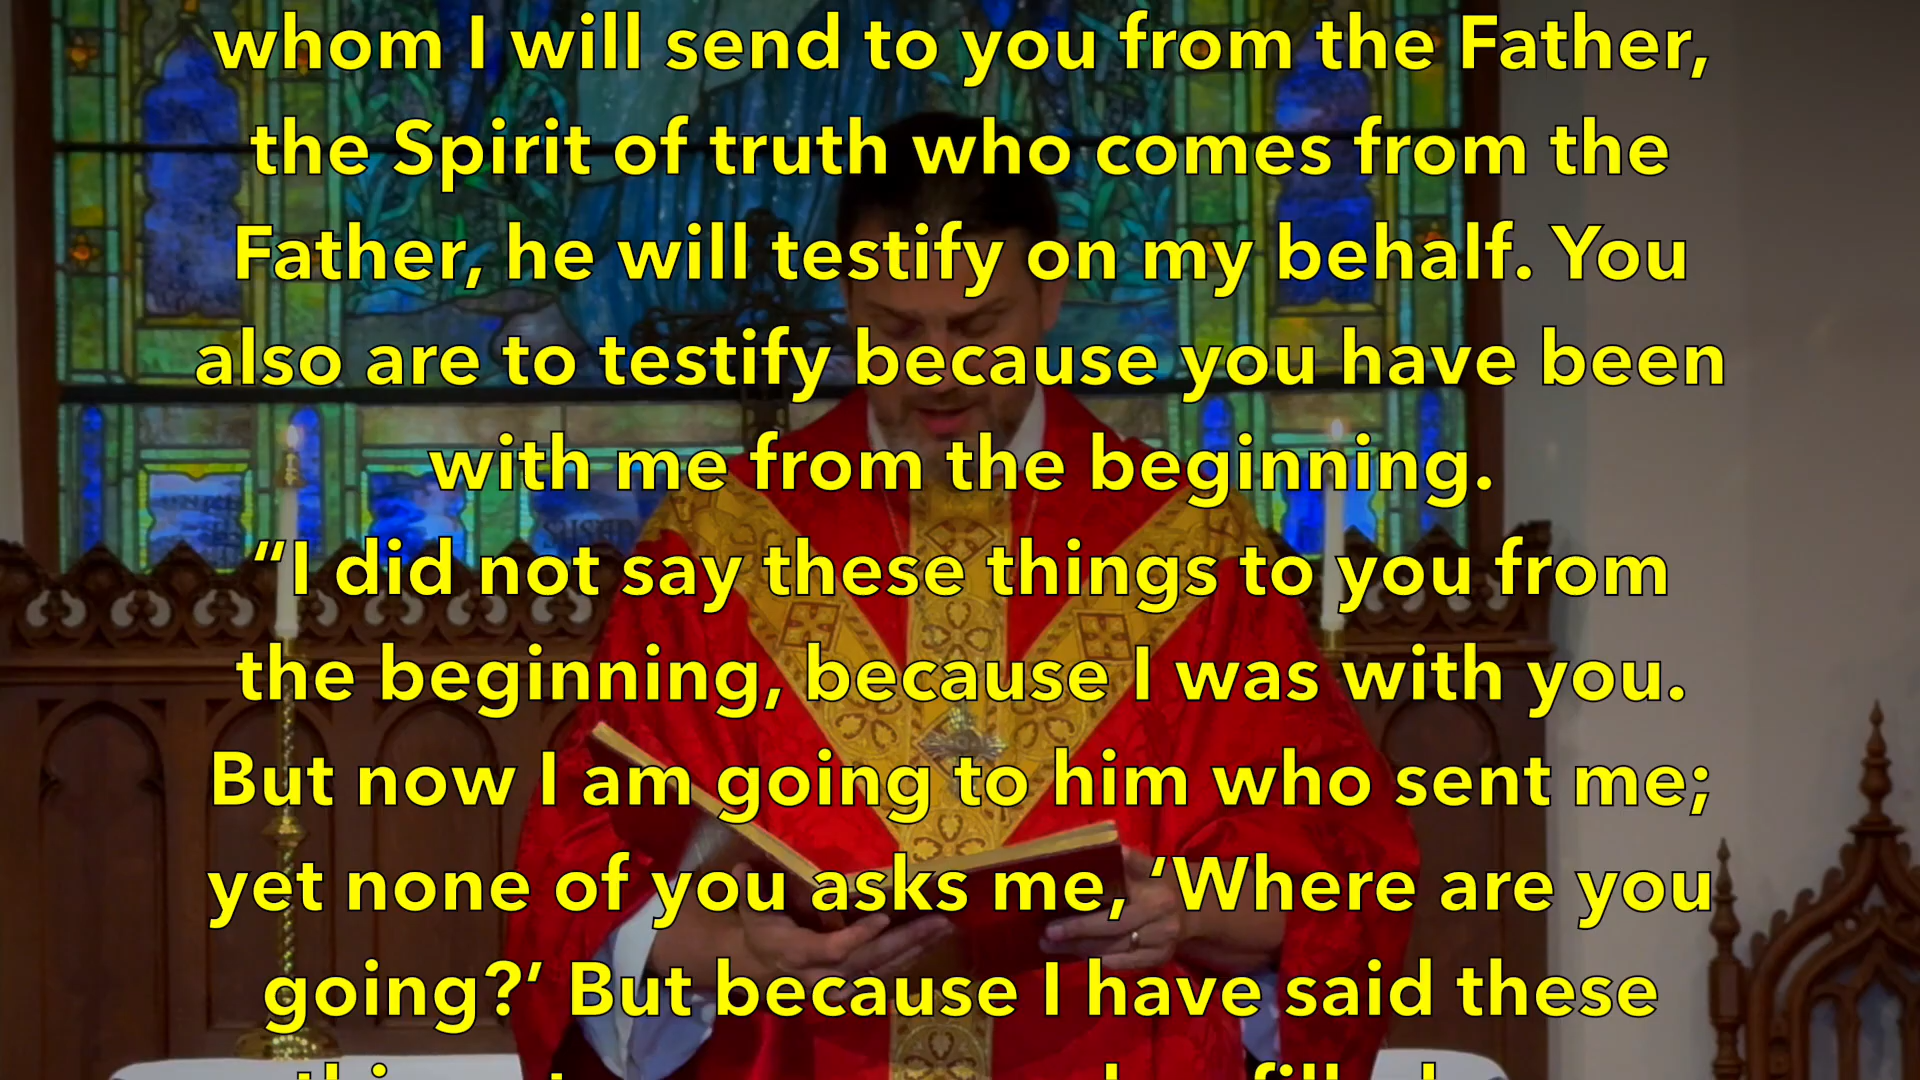 whom I will send to you from the Father,
the Spirit of truth who comes from the
Father, he will testify on my behalf. You
also are to testify because you have been
with me from the beginning.
“I did not say these things to you from
the beginning, because I was with you.
But now I am going to him who sent me;
yet none of you asks me, ‘Where are you
going?’ But because I have said these